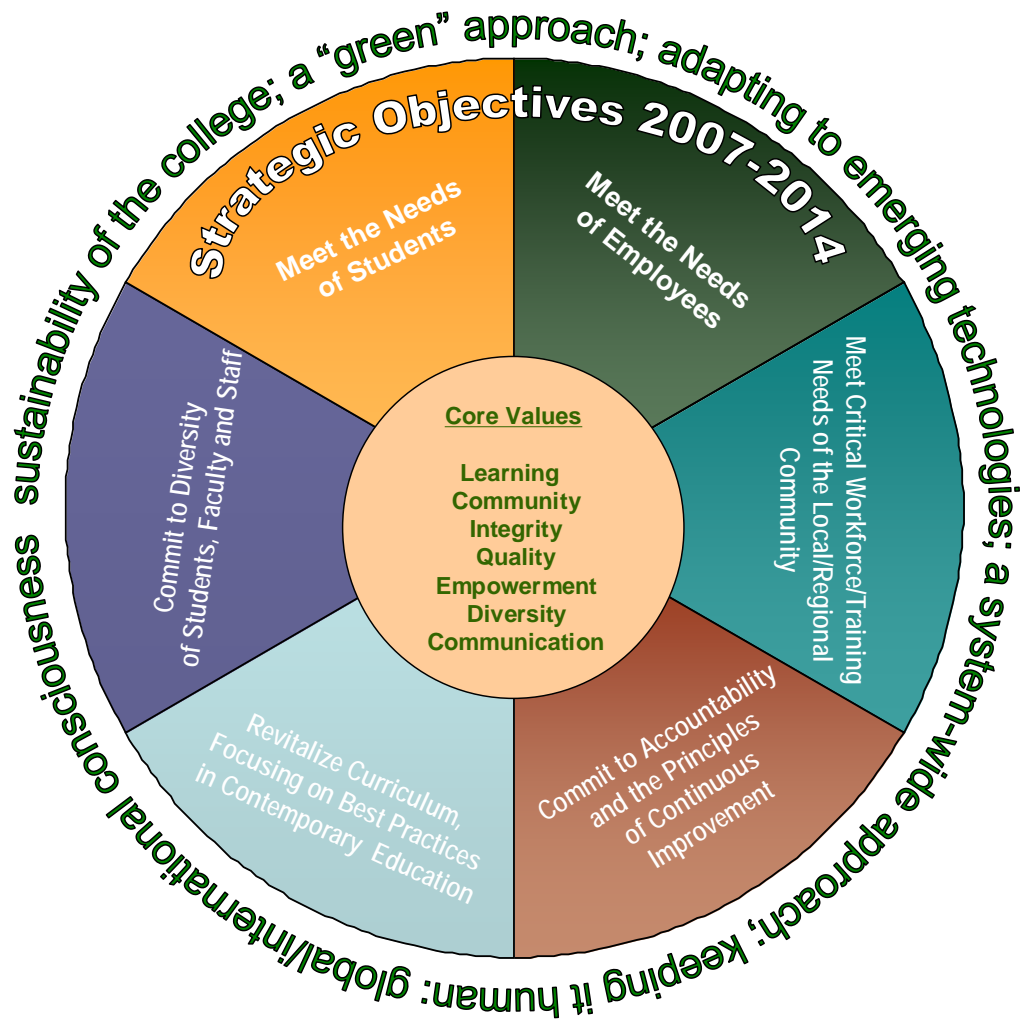 sustainability of the college; a “green” approach; adapting to emerging technologies; a system-wide approach; keeping it human: global/international consciousness
Strategic Objectives 2007-2014
Meet the Needs
of Students
Meet the Needs
of Employees
Meet Critical Workforce/Training
Needs of the Local/Regional
Community
Commit to Accountability
and the Principles
of Continuous
Improvement
Revitalize Curriculum,
Focusing on Best Practices
in Contemporary Education
Commit to Diversity
of Students, Faculty and Staff
Core Values
Learning
Community
Integrity
Quality
Empowerment
Diversity
Communication